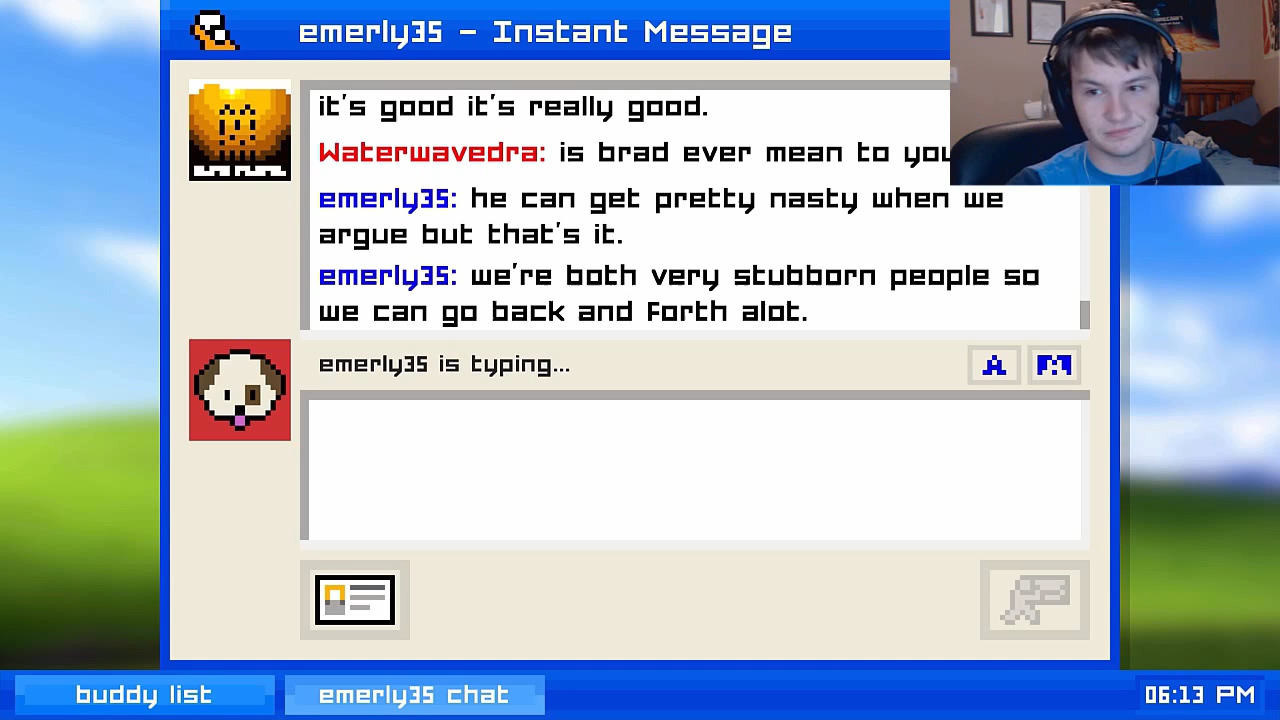 emerly35 - Instant Message
it's good it's really good.
Waterwavedra: is brad ever mean to you
emerly35: he can get pretty nasty when we
argue but that's it.
emerly35: we're both very stubborn people so
we can go back and forth alot.
emerly35 is typing...
A
buddy list
emerly35 chat
06:13 PM